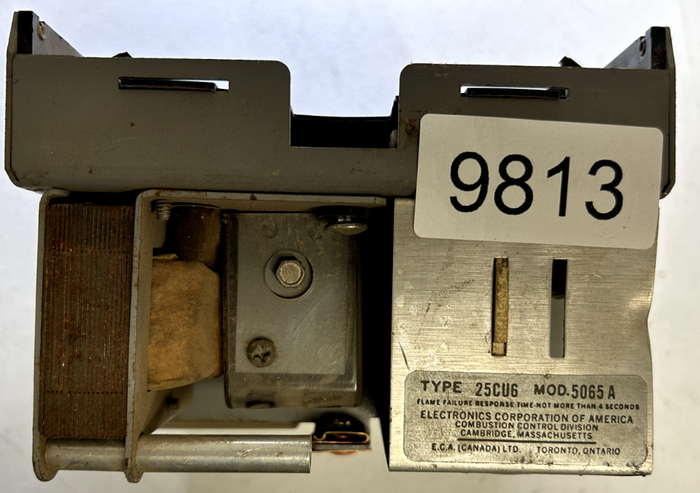 9813
TYPE 25CU6 MOD. 5065A
FLAME FAILURE RESPONSE TIME-NOT MORE THAN 4 SECONDS
ELECTRONICS CORPORATION OF AMERICA
COMBUSTION CONTROL DIVISION
CAMBRIDGE, MASSACHUSETTS
E.C.A. (CANADA) LTD. TORONTO, ONTARIO